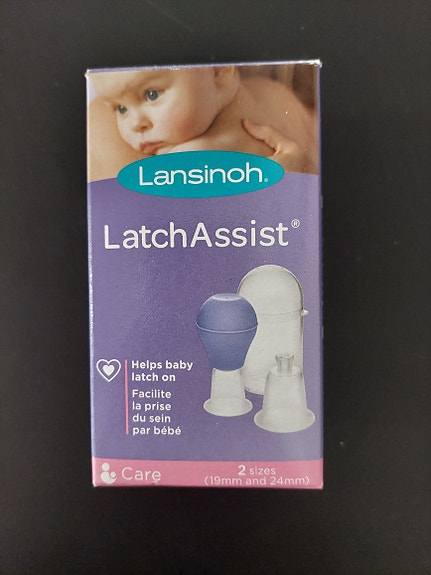 Lansinoh®
LatchAssist®
Helps baby
latch on
Facilite
la prise
du sein
par bébé
Care
2 sizes
(19mm and 24mm)